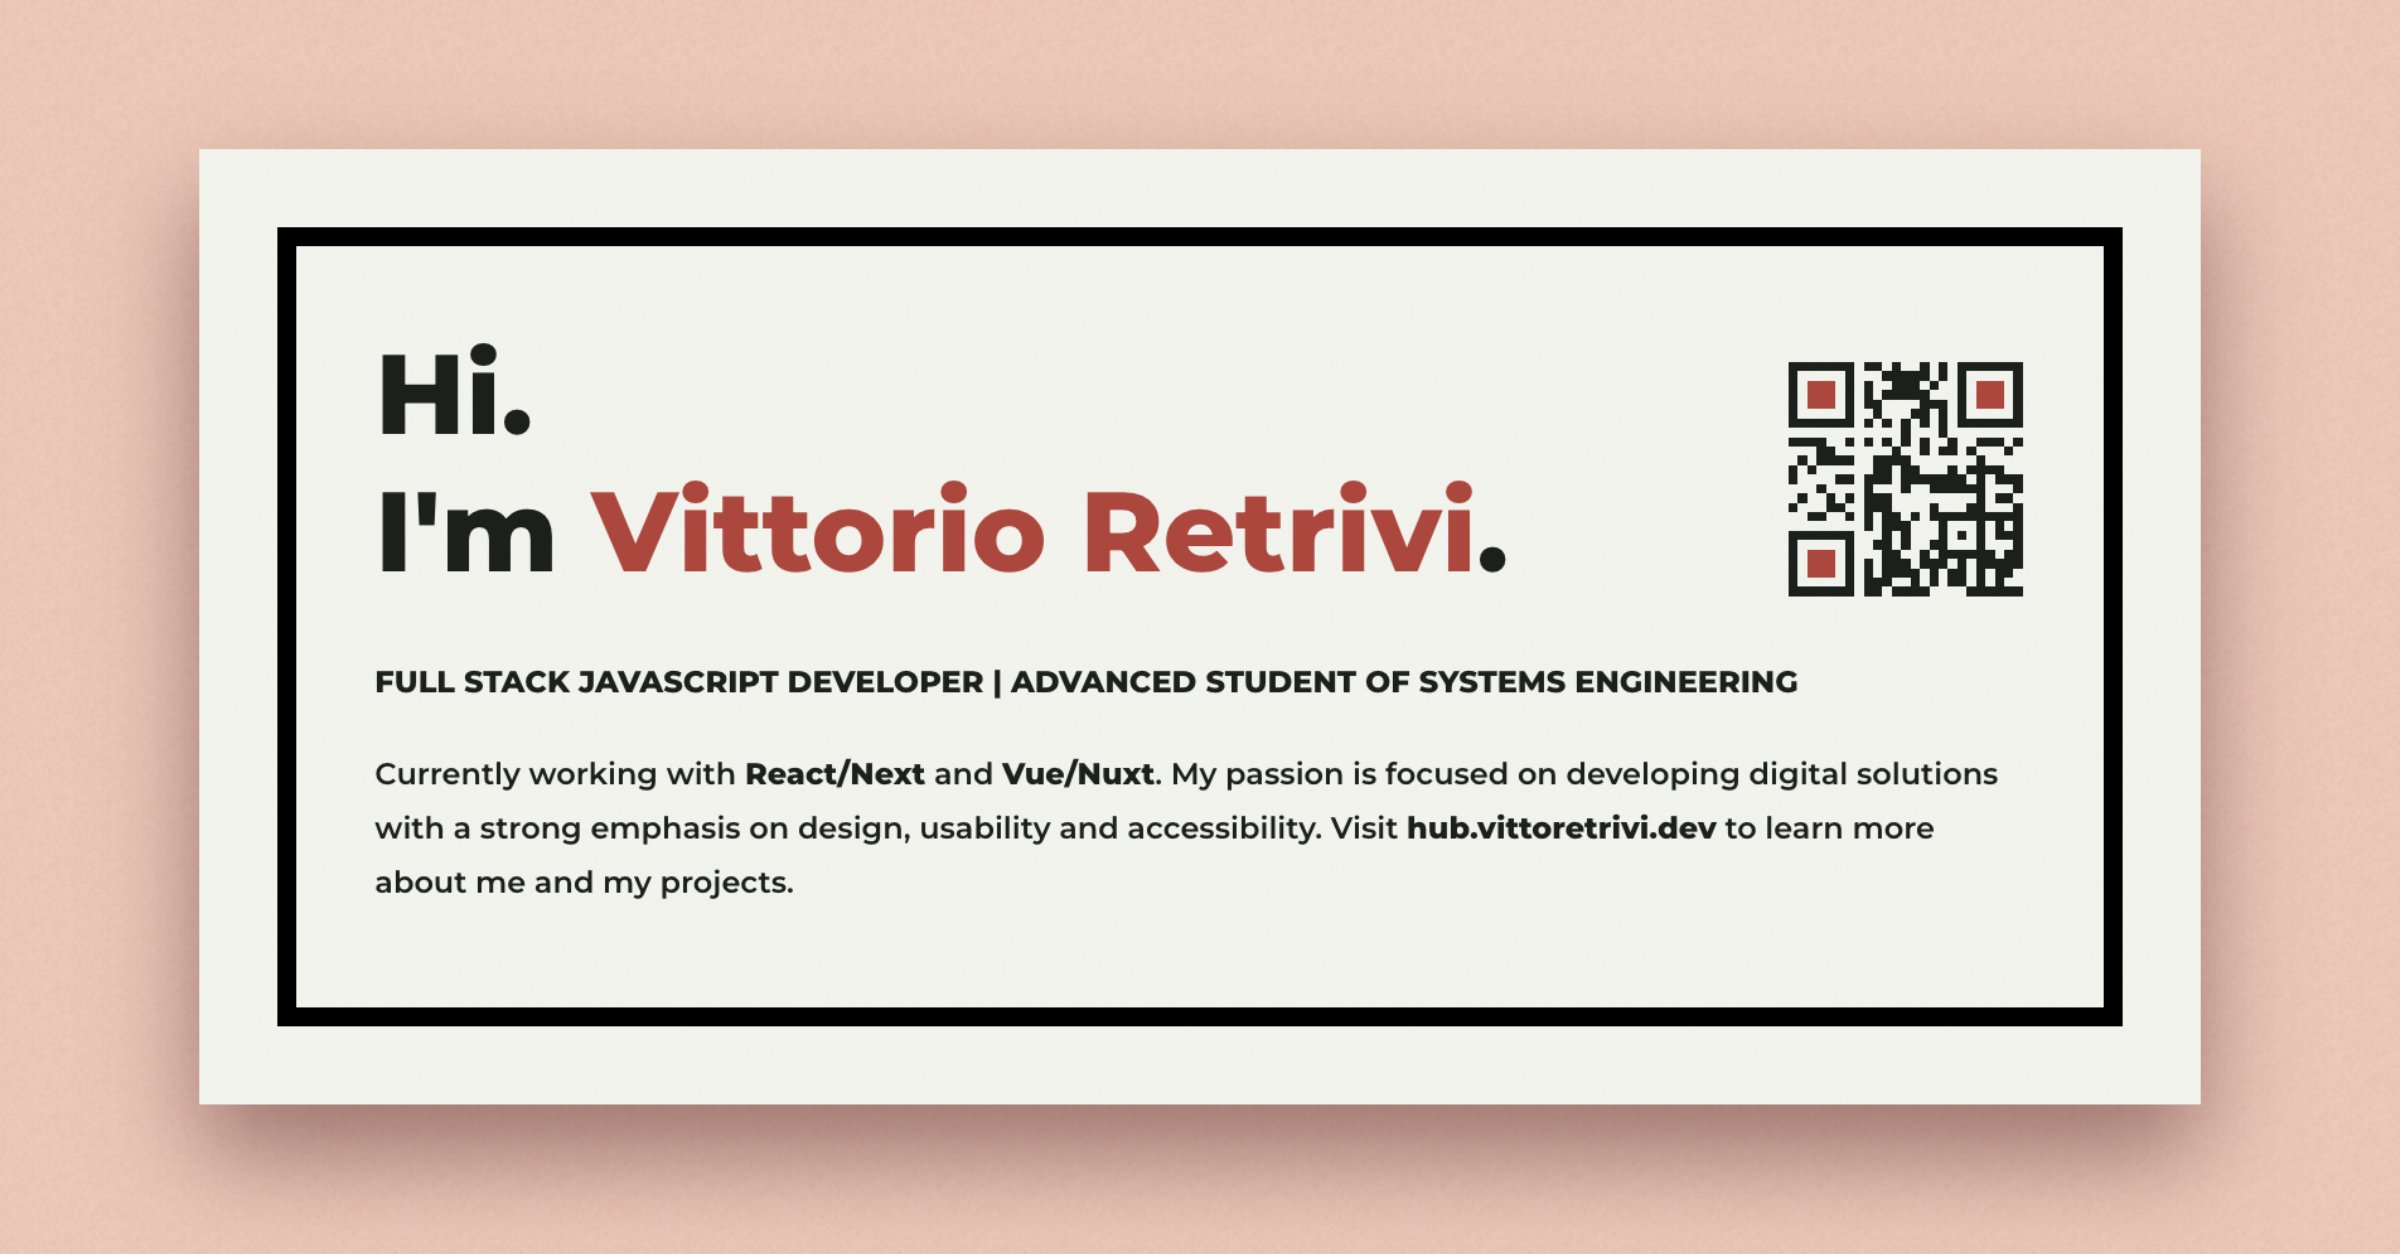 Hi.
I'm Vittorio Retrivi.
FULL STACK JAVASCRIPT DEVELOPER | ADVANCED STUDENT OF SYSTEMS ENGINEERING
Currently working with React/Next and Vue/Nuxt. My passion is focused on developing digital solutions
with a strong emphasis on design, usability and accessibility. Visit hub.vittoretrivi.dev to learn more
about me and my projects.